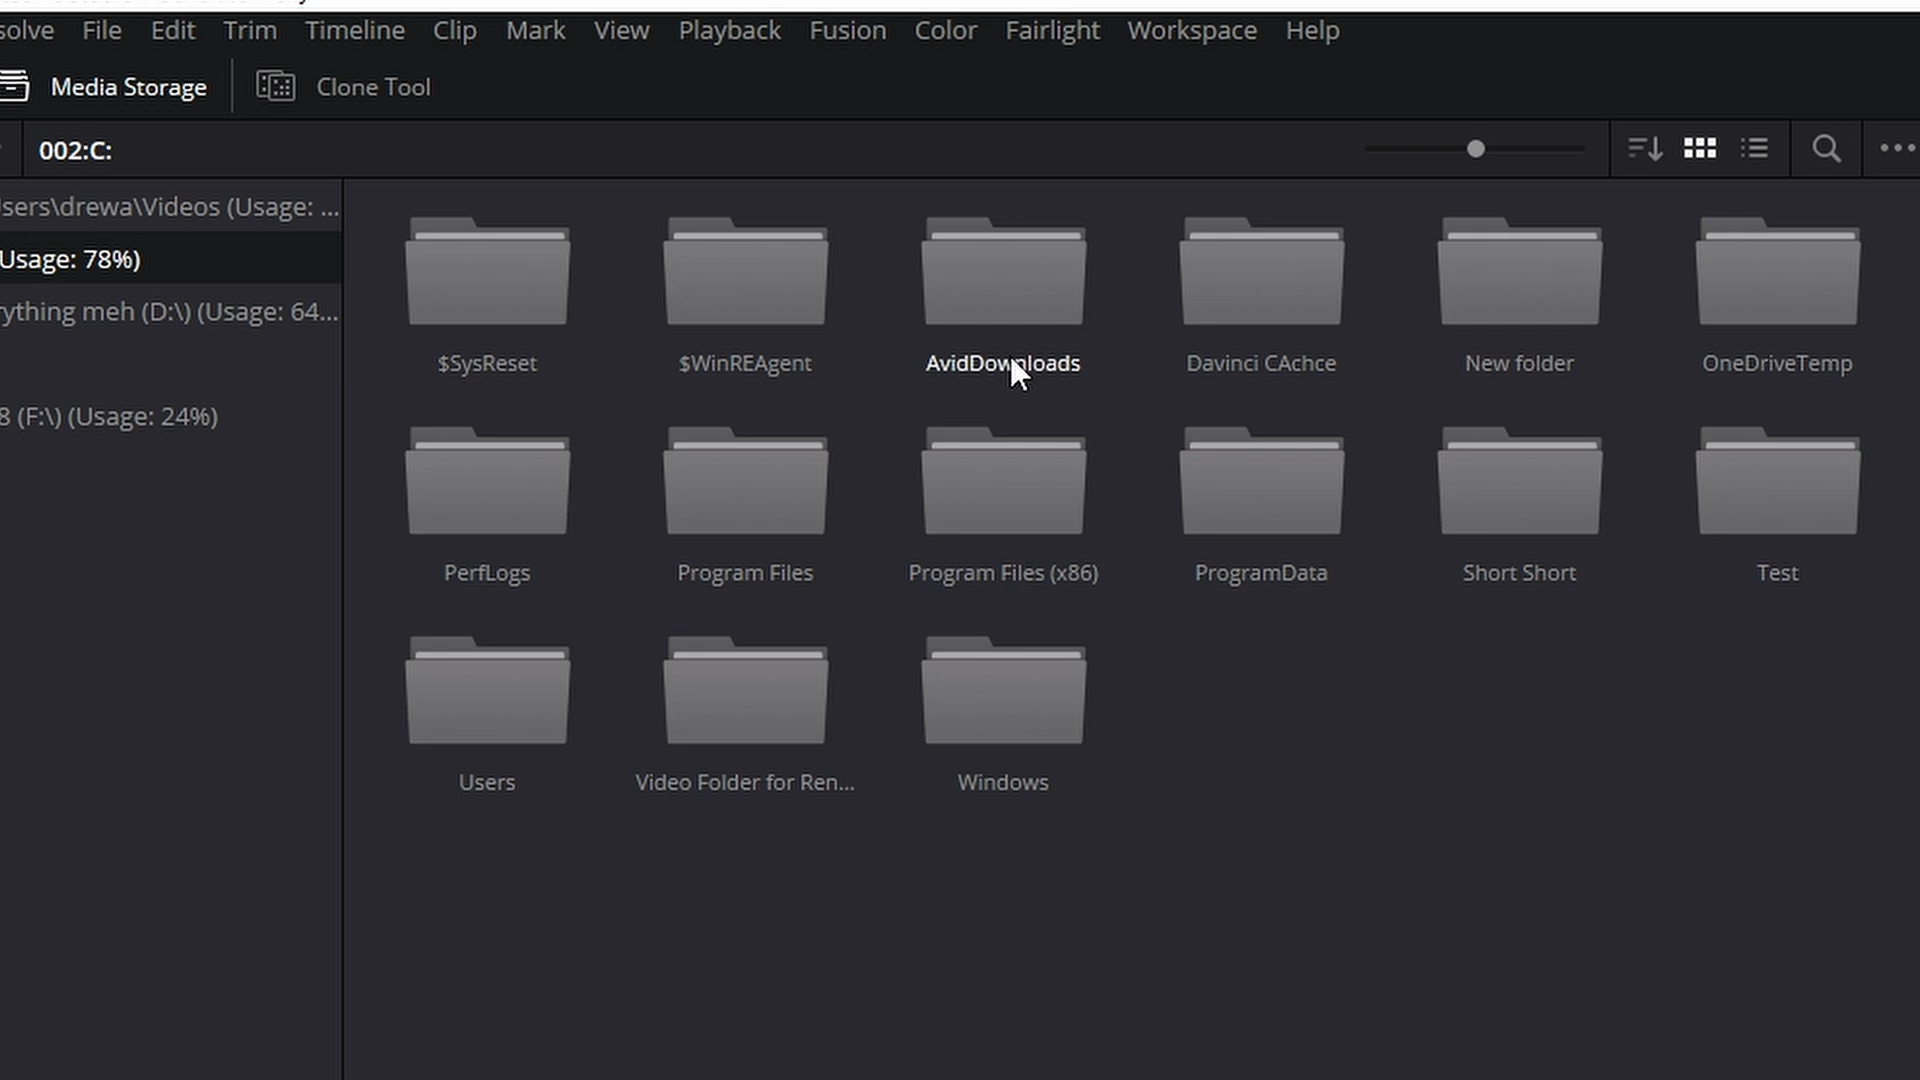 solve File Edit Trim Timeline Clip Mark View Playback Fusion Color Fairlight Workspace Help
Media Storage Clone Tool
002:C:
sers\drewa\Videos (Usage: ...
Usage: 78%)
rything meh (D:\) (Usage: 64...
8 (F:\) (Usage: 24%)
$SysReset $WinREAgent AvidDownloads Davinci CAchce New folder OneDriveTemp
PerfLogs Program Files Program Files (x86) ProgramData Short Short Test
Users Video Folder for Ren... Windows